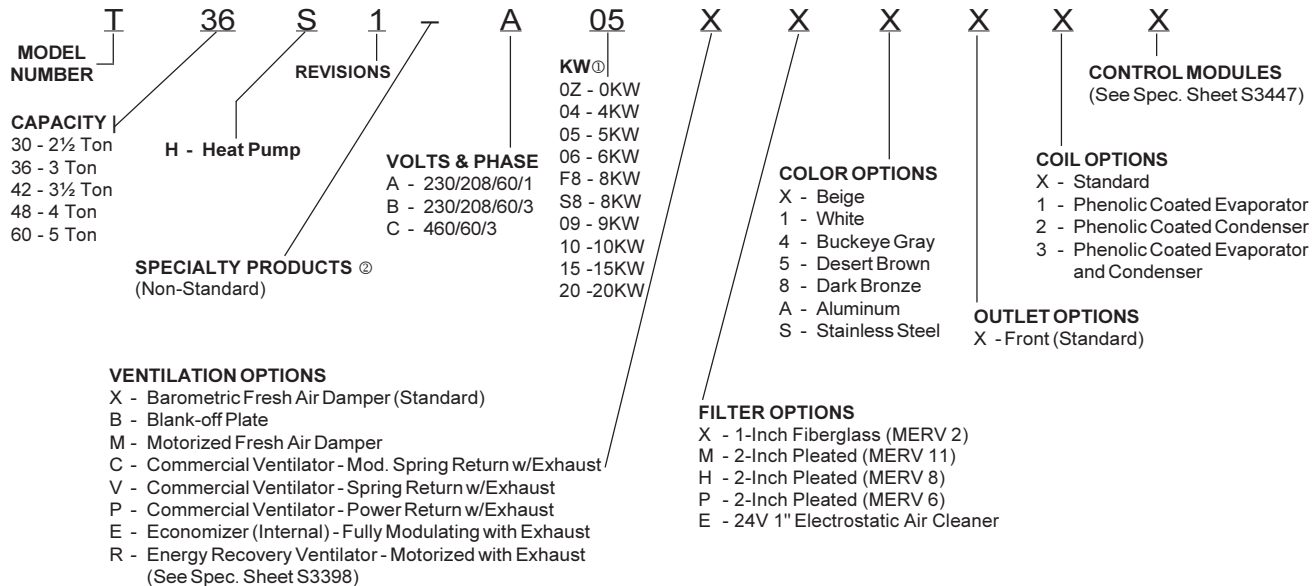 T 36 S 1 – A 05 X X X X X X
MODEL
NUMBER
CAPACITY
30 - 2½ Ton
36 - 3 Ton
42 - 3½ Ton
48 - 4 Ton
60 - 5 Ton
H - Heat Pump
REVISIONS
SPECIALTY PRODUCTS ②
(Non-Standard)
VOLTS & PHASE
A - 230/208/60/1
B - 230/208/60/3
C - 460/60/3
KW①
0Z - 0KW
04 - 4KW
05 - 5KW
06 - 6KW
F8 - 8KW
S8 - 8KW
09 - 9KW
10 -10KW
15 -15KW
20 -20KW
VENTILATION OPTIONS
X - Barometric Fresh Air Damper (Standard)
B - Blank-off Plate
M - Motorized Fresh Air Damper
C - Commercial Ventilator - Mod. Spring Return w/Exhaust
V - Commercial Ventilator - Spring Return w/Exhaust
P - Commercial Ventilator - Power Return w/Exhaust
E - Economizer (Internal) - Fully Modulating with Exhaust
R - Energy Recovery Ventilator - Motorized with Exhaust
(See Spec. Sheet S3398)
FILTER OPTIONS
X - 1-Inch Fiberglass (MERV 2)
M - 2-Inch Pleated (MERV 11)
H - 2-Inch Pleated (MERV 8)
P - 2-Inch Pleated (MERV 6)
E - 24V 1" Electrostatic Air Cleaner
COLOR OPTIONS
X - Beige
1 - White
4 - Buckeye Gray
5 - Desert Brown
8 - Dark Bronze
A - Aluminum
S - Stainless Steel
OUTLET OPTIONS
X - Front (Standard)
COIL OPTIONS
X - Standard
1 - Phenolic Coated Evaporator
2 - Phenolic Coated Condenser
3 - Phenolic Coated Evaporator
and Condenser
CONTROL MODULES
(See Spec. Sheet S3447)